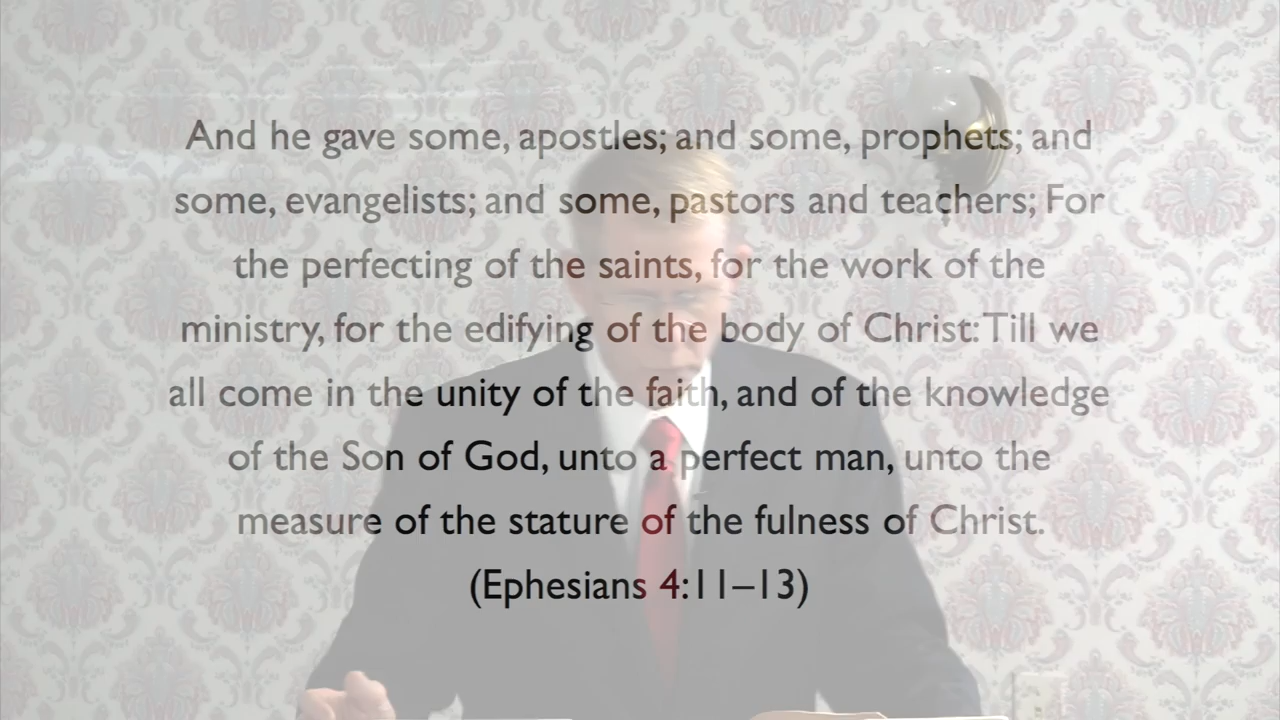 And he gave some, apostles; and some, prophets; and
some, evangelists; and some, pastors and teachers; For
the perfecting of the saints, for the work of the
ministry, for the edifying of the body of Christ: Till we
all come in the unity of the faith, and of the knowledge
of the Son of God, unto a perfect man, unto the
measure of the stature of the fulness of Christ.
(Ephesians 4:11–13)